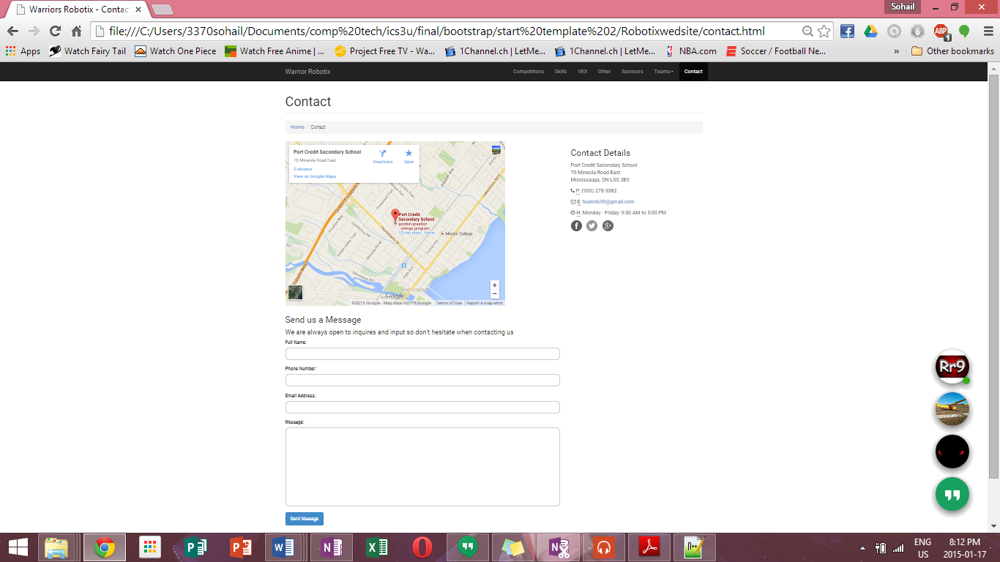 Warriors Robotix - Contac
Sohail
file:///C:/Users/3370sohail/Documents/comp%20tech/ics3u/final/bootstrap/start%20template%202/Robotixwedsite/contact.html
ABP
1
Apps
Watch Fairy Tail
Watch One Piece
Watch Free Anime | ...
Project Free TV - Wa...
1Channel.ch | LetMe...
1Channel.ch | LetMe...
NBA.com
Soccer / Football Ne...
»
Other bookmarks
Warrior Robotix
Competitions
Skills
VEX
Other
Sponsors
Teams
Contact
Contact
Home / Contact
Port Credit Secondary School
70 Mineola Road East
2 reviews
View on Google Maps
Directions
Save
Port Credit
Secondary School
gordon graydon
strings program
13 min drive - home
Mentor College
PORT CREDIT
Google
+
−
©2015 Google - Map data ©2015 Google
Terms of Use
Report a map error
Contact Details
Port Credit Secondary School
70 Mineola Road East
Mississauga, ON L5G 2E5
P: (905) 278-3382
E: team4659@gmail.com
H: Monday - Friday: 9:00 AM to 5:00 PM
Send us a Message
We are always open to inquires and input so don't hesitate when contacting us
Full Name:
Phone Number:
Email Address:
Message:
Send Message
Rr9
ENG
US
8:12 PM
2015-01-17